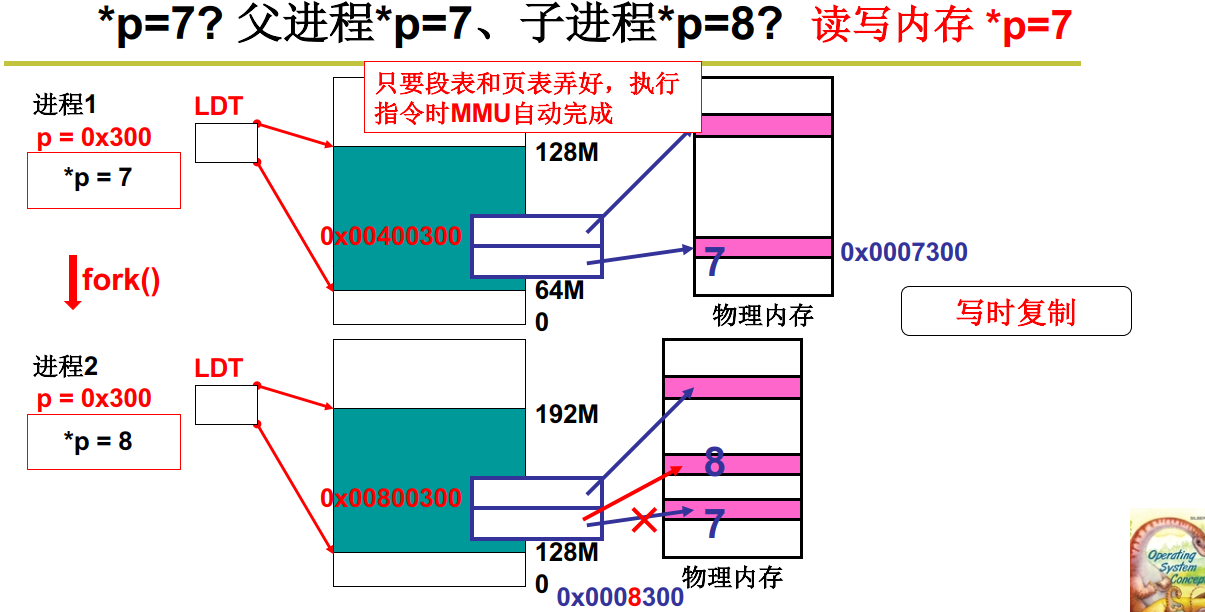 *p=7? 父进程*p=7、子进程*p=8? 读写内存 *p=7
只要段表和页表弄好，执行
指令时MMU自动完成
进程1
LDT
p = 0x300
*p = 7
128M
0x00400300
7
0x0007300
fork()
64M
0
物理内存
写时复制
进程2
LDT
p = 0x300
*p = 8
192M
8
0x00800300
7
128M
0
物理内存
0x0008300
Operating
System